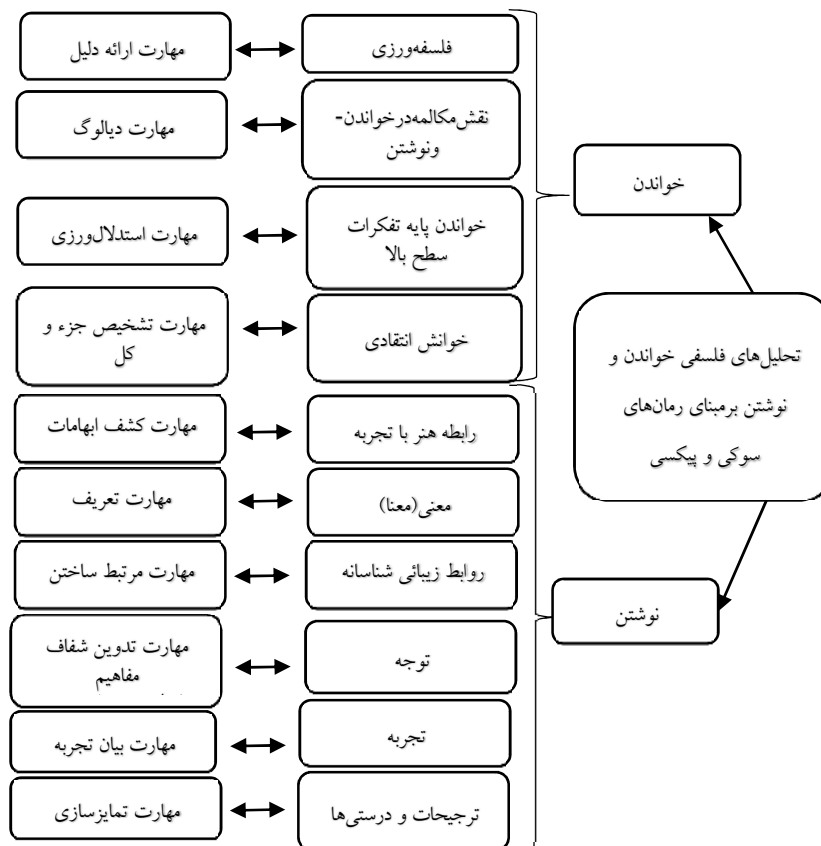 تحلیل‌های فلسفی خواندن و
نوشتن برمبنای رمان‌های
سوکی و پیکسی
خواندن
فلسفه‌ورزی
مهارت ارائه دلیل
نقش‌مکالمه‌درخواندن-
ونوشتن
مهارت دیالوگ
خواندن پایه تفکرات
سطح بالا
مهارت استدلال‌ورزی
خوانش انتقادی
مهارت تشخیص جزء و
کل
نوشتن
رابطه هنر با تجربه
مهارت کشف ابهامات
معنی(معنا)
مهارت تعریف
روابط زیبائی شناسانه
مهارت مرتبط ساختن
توجه
مهارت تدوین شفاف
مفاهیم
تجربه
مهارت بیان تجربه
ترجیحات و درستی‌ها
مهارت تمایزسازی